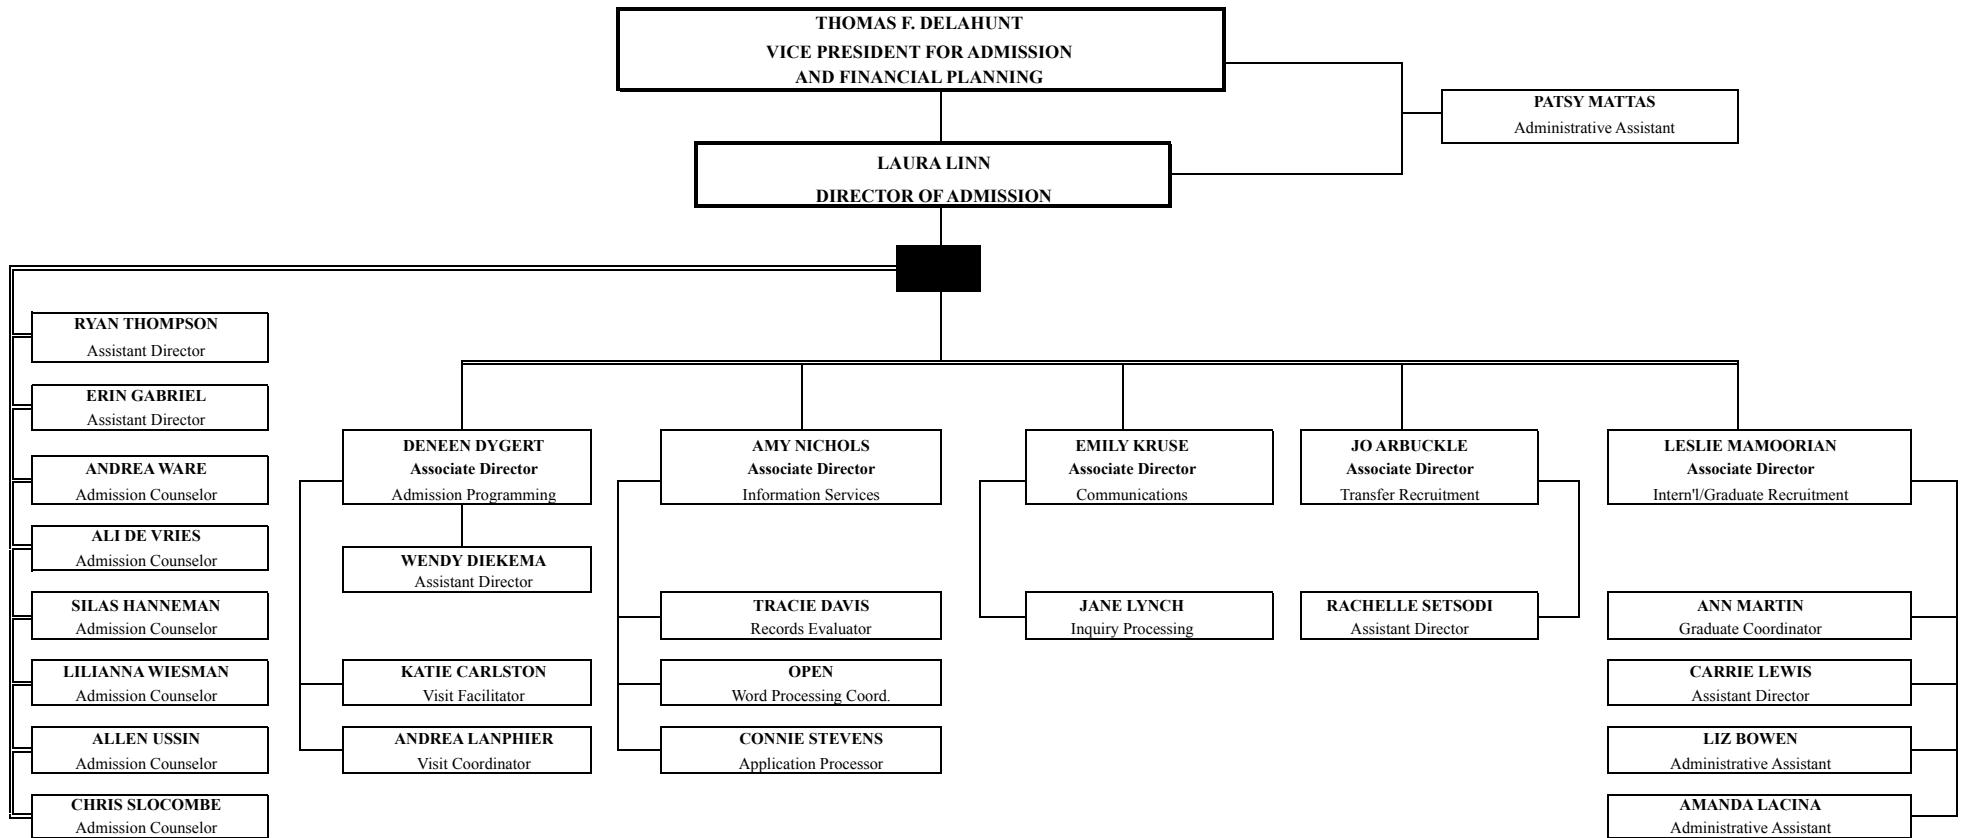 THOMAS F. DELAHUNT
VICE PRESIDENT FOR ADMISSION
AND FINANCIAL PLANNING
PATSY MATTAS
Administrative Assistant
LAURA LINN
DIRECTOR OF ADMISSION
RYAN THOMPSON
Assistant Director
ERIN GABRIEL
Assistant Director
ANDREA WARE
Admission Counselor
ALI DE VRIES
Admission Counselor
SILAS HANNEMAN
Admission Counselor
LILIANNA WIESMAN
Admission Counselor
ALLEN USSIN
Admission Counselor
CHRIS SLOCOMBE
Admission Counselor
DENEEN DYGERT
Associate Director
Admission Programming
WENDY DIEKEMA
Assistant Director
KATIE CARLSTON
Visit Facilitator
ANDREA LANPHIER
Visit Coordinator
AMY NICHOLS
Associate Director
Information Services
TRACIE DAVIS
Records Evaluator
OPEN
Word Processing Coord.
CONNIE STEVENS
Application Processor
EMILY KRUSE
Associate Director
Communications
JANE LYNCH
Inquiry Processing
JO ARBUCKLE
Associate Director
Transfer Recruitment
RACHELLE SETSODI
Assistant Director
LESLIE MAMOORIAN
Associate Director
Intern'l/Graduate Recruitment
ANN MARTIN
Graduate Coordinator
CARRIE LEWIS
Assistant Director
LIZ BOWEN
Administrative Assistant
AMANDA LACINA
Administrative Assistant